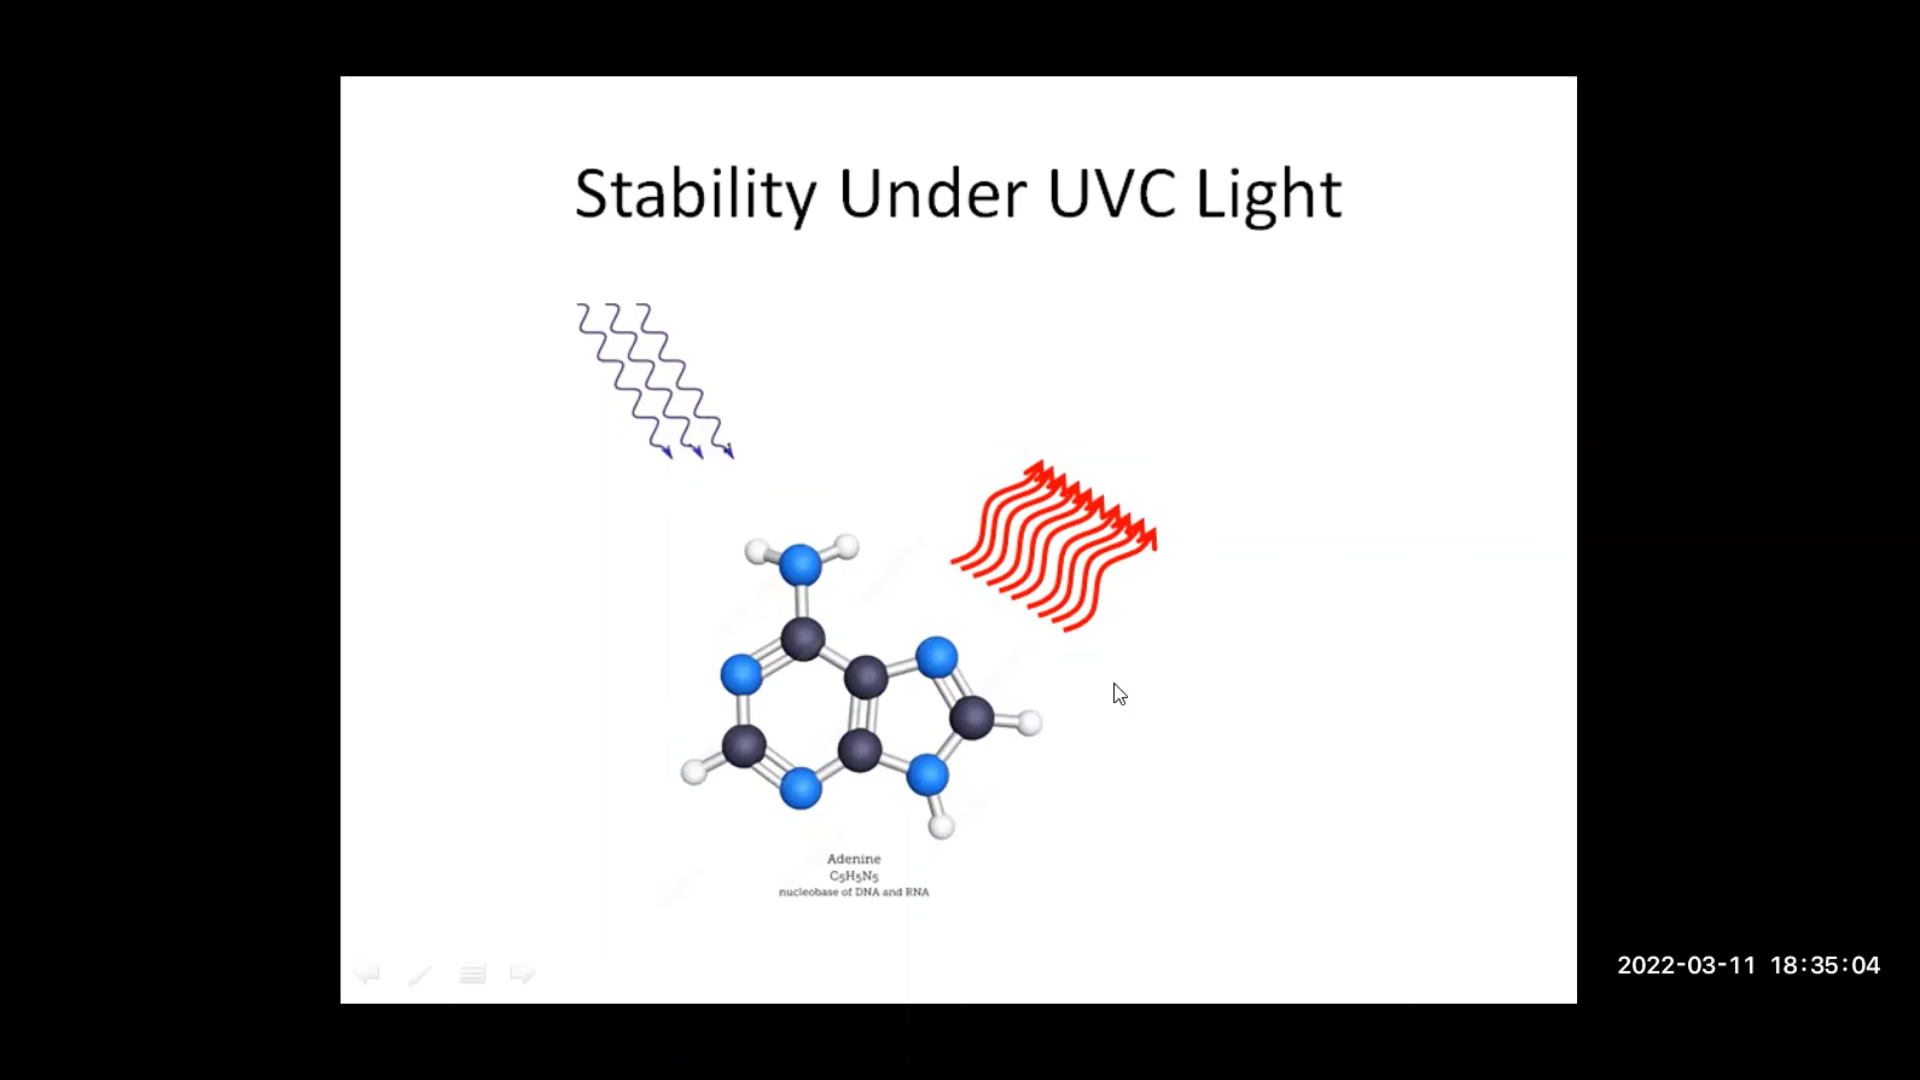 Stability Under UVC Light
Adenine
C5H5N5
nucleobase of DNA and RNA
2022-03-11 18:35:04